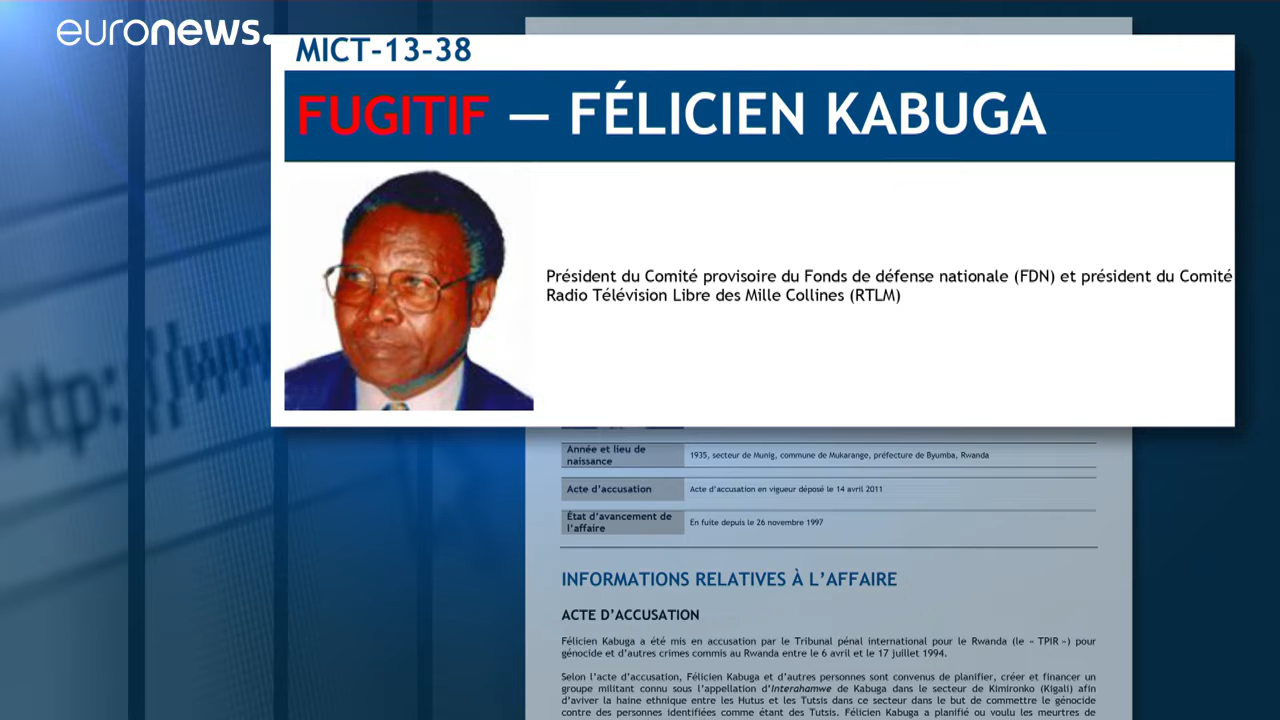 euronews.
MICT-13-38
FUGITIF — FÉLICIEN KABUGA
Président du Comité provisoire du Fonds de défense nationale (FDN) et président du Comité
Radio Télévision Libre des Mille Collines (RTLM)
ttp://www
Année et lieu de
naissance
1935, secteur de Munig, commune de Mukarange, préfecture de Byumba, Rwanda
Acte d'accusation
Acte d'accusation en vigueur déposé le 14 avril 2011
État d'avancement de
l'affaire
En fuite depuis le 26 novembre 1997
INFORMATIONS RELATIVES À L'AFFAIRE
ACTE D'ACCUSATION
Félicien Kabuga a été mis en accusation par le Tribunal pénal international pour le Rwanda (le « TPIR ») pour
génocide et d'autres crimes commis au Rwanda entre le 6 avril et le 17 juillet 1994.
Selon l'acte d'accusation, Félicien Kabuga et d'autres personnes sont convenus de planifier, créer et financer un
groupe militant connu sous l'appellation d'Interahamwe de Kabuga dans le secteur de Kimironko (Kigali) afin
d'aviver la haine ethnique entre les Hutus et les Tutsis dans ce secteur dans le but de commettre le génocide
contre des personnes identifiées comme étant des Tutsis. Félicien Kabuga a planifié ou voulu les meurtres de